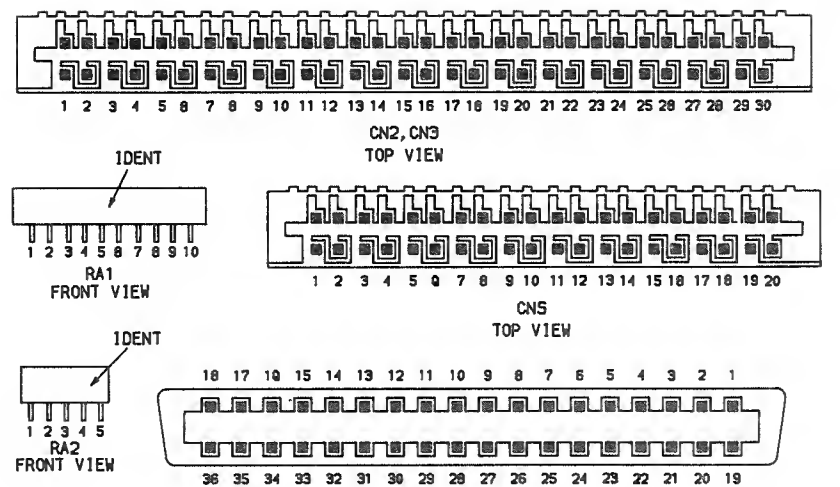 1 2 3 4 5 6 7 8 9 10 11 12 13 14 15 16 17 18 19 20 21 22 23 24 25 26 27 28 29 30
CN2, CN3
TOP VIEW
IDENT
1 2 3 4 5 6 7 8 9 10
RA1
FRONT VIEW
1 2 3 4 5 6 7 8 9 10 11 12 13 14 15 16 17 18 19 20
CN5
TOP VIEW
IDENT
1 2 3 4 5
RA2
FRONT VIEW
18 17 16 15 14 13 12 11 10 9 8 7 6 5 4 3 2 1
36 35 34 33 32 31 30 29 28 27 26 25 24 23 22 21 20 19